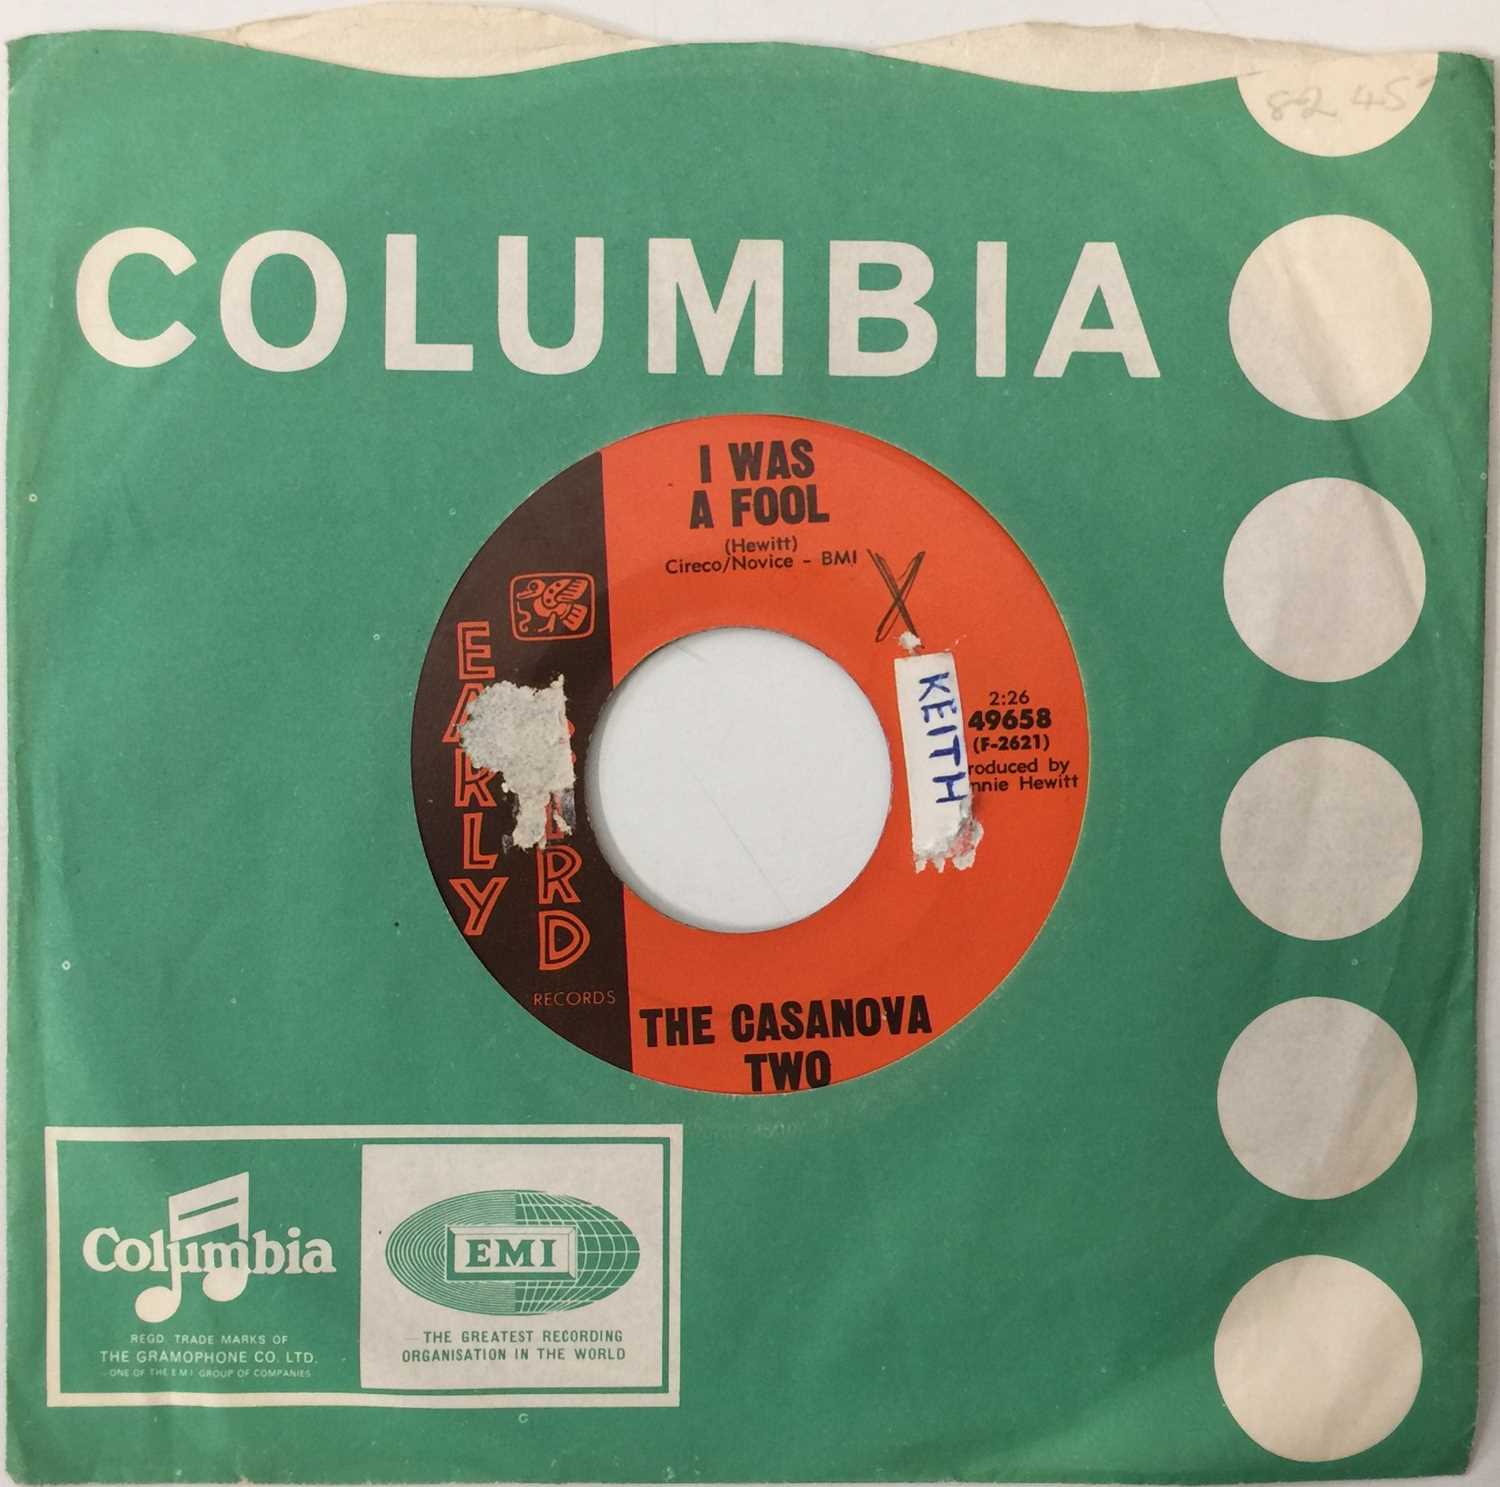 82 45
COLUMBIA
I WAS
A FOOL
(Hewitt)
Cireco/Novice - BMI
X
KEITH
2:26
49658
(F-2621)
roduced by
nnie Hewitt
EARLY
BIRD
RECORDS
THE CASANOVA
TWO
Columbia
REGD. TRADE MARKS OF
THE GRAMOPHONE CO. LTD.
ONE OF THE E.M.I. GROUP OF COMPANIES
EMI
THE GREATEST RECORDING
ORGANISATION IN THE WORLD
G